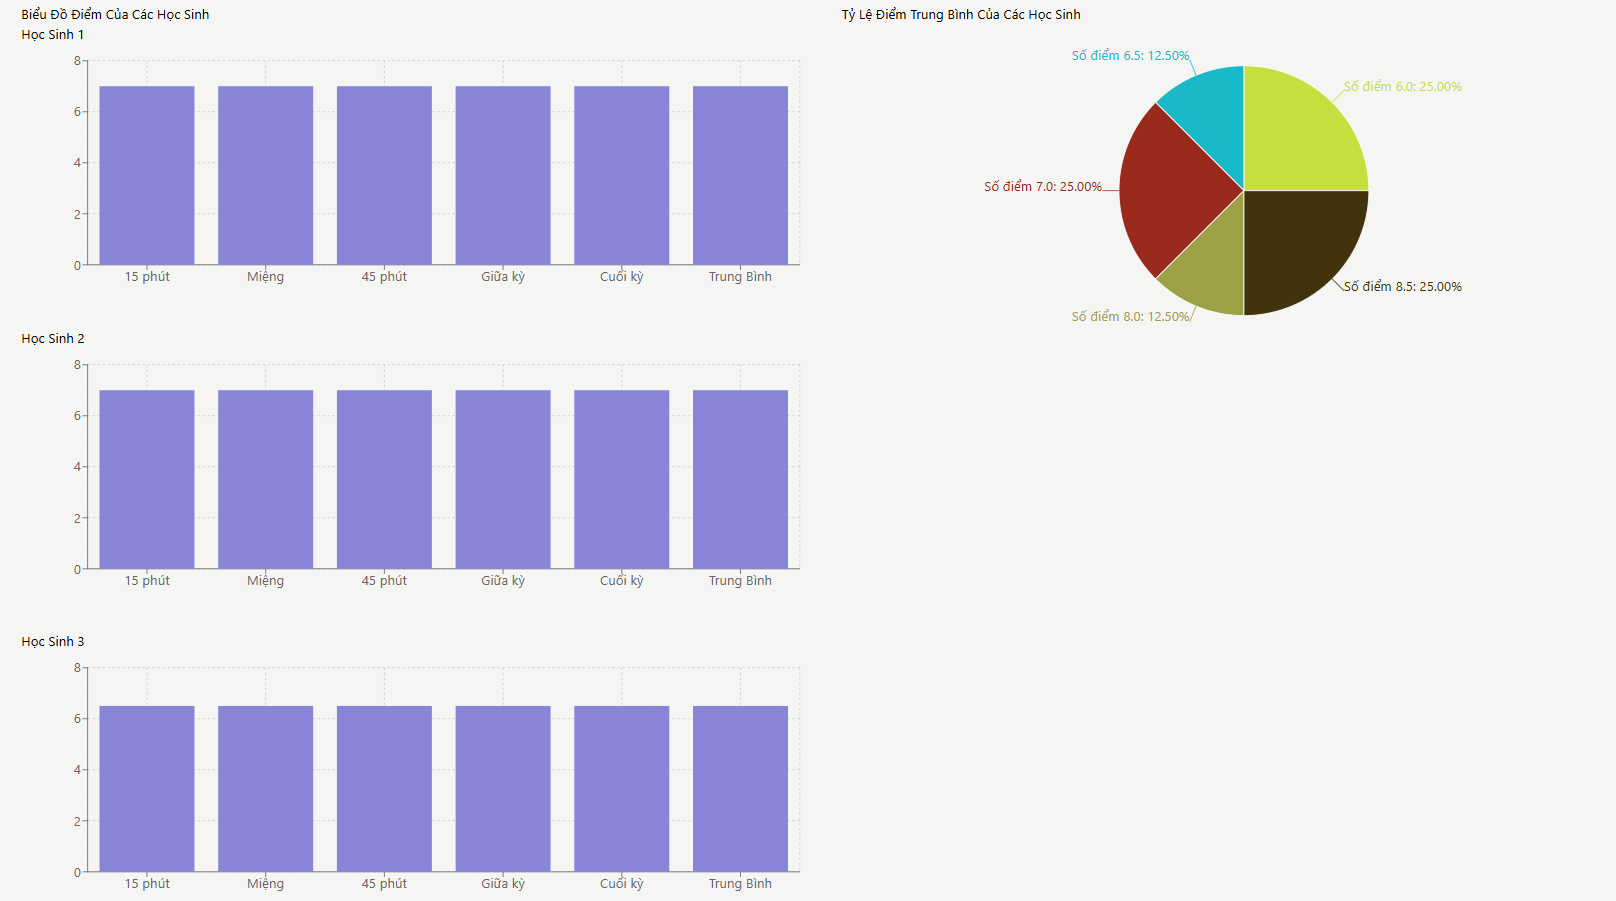 Biểu Đồ Điểm Của Các Học Sinh
Học Sinh 1
8
6
4
2
0
15 phút Miệng 45 phút Giữa kỳ Cuối kỳ Trung Bình
Học Sinh 2
8
6
4
2
0
15 phút Miệng 45 phút Giữa kỳ Cuối kỳ Trung Bình
Học Sinh 3
8
6
4
2
0
15 phút Miệng 45 phút Giữa kỳ Cuối kỳ Trung Bình
Tỷ Lệ Điểm Trung Bình Của Các Học Sinh
Số điểm 6.5: 12.50%
Số điểm 6.0: 25.00%
Số điểm 7.0: 25.00%
Số điểm 8.5: 25.00%
Số điểm 8.0: 12.50%